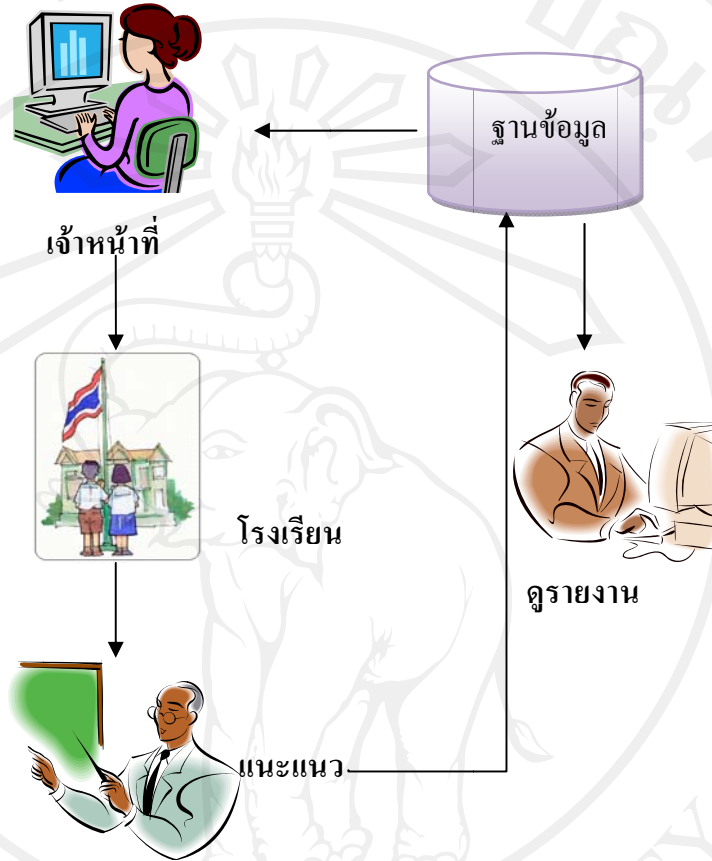 ฐานข้อมูล
เจ้าหน้าที่
โรงเรียน
ดูรายงาน
แนะแนว